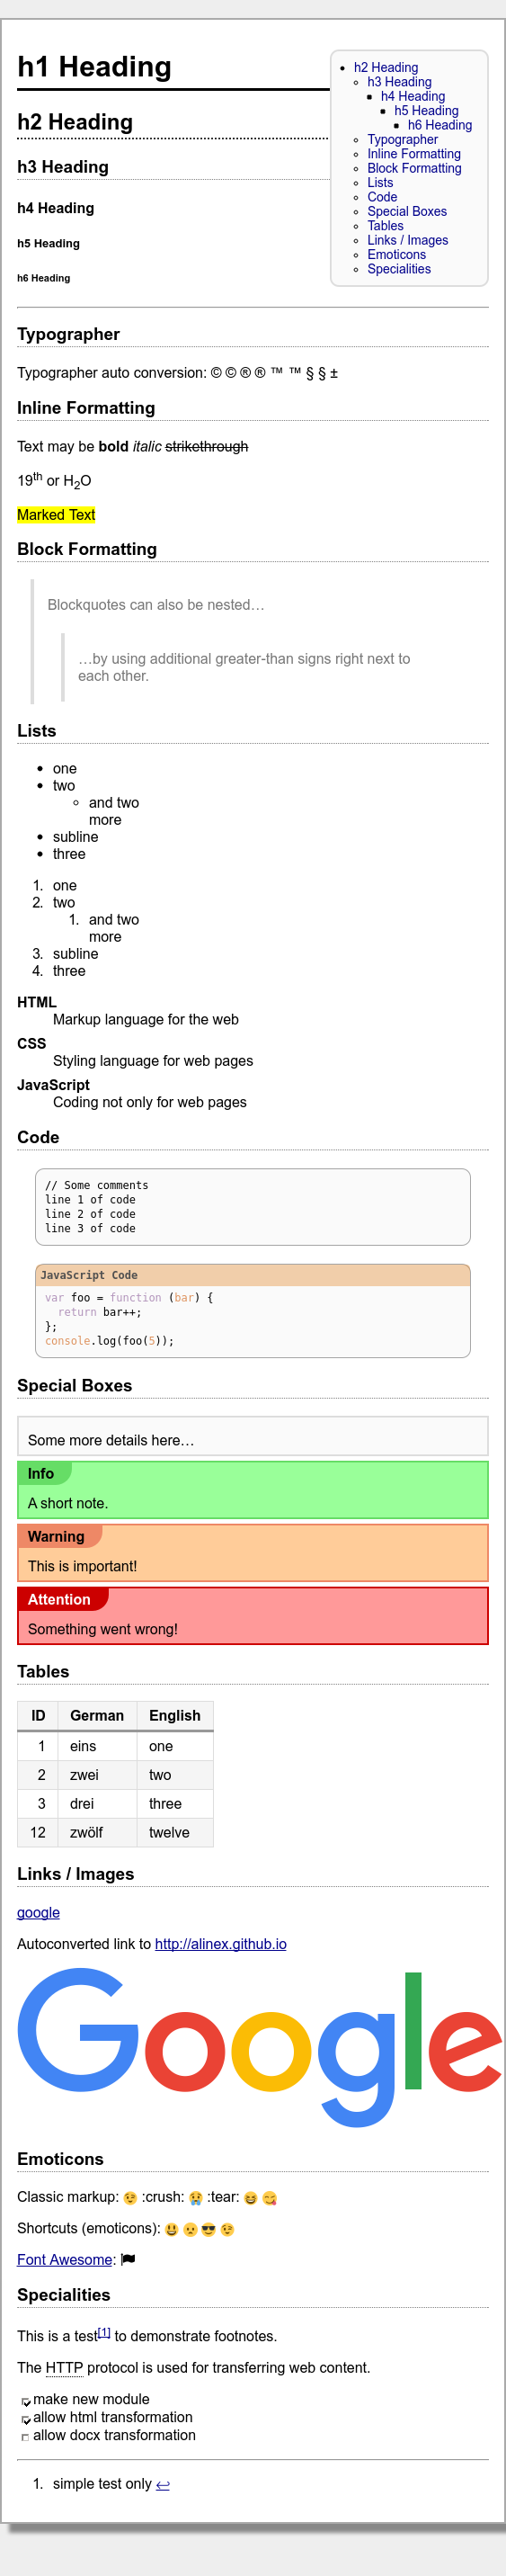 h1 Heading
• h2 Heading
◦ h3 Heading
▪ h4 Heading
▪ h5 Heading
▪ h6 Heading
◦ Typographer
◦ Inline Formatting
◦ Block Formatting
◦ Lists
◦ Code
◦ Special Boxes
◦ Tables
◦ Links / Images
◦ Emoticons
◦ Specialities
h2 Heading
h3 Heading
h4 Heading
h5 Heading
h6 Heading
Typographer
Typographer auto conversion: © © ® ® ™ ™ § § ±
Inline Formatting
Text may be bold italic strikethrough
19th or H2O
Marked Text
Block Formatting
Blockquotes can also be nested…
…by using additional greater-than signs right next to
each other.
Lists
• one
• two
◦ and two
more
• subline
• three
1. one
2. two
1. and two
more
3. subline
4. three
HTML
Markup language for the web
CSS
Styling language for web pages
JavaScript
Coding not only for web pages
Code
// Some comments
line 1 of code
line 2 of code
line 3 of code
JavaScript Code
var foo = function (bar) {
  return bar++;
};
console.log(foo(5));
Special Boxes
Some more details here…
Info
A short note.
Warning
This is important!
Attention
Something went wrong!
Tables
ID German English
1 eins one
2 zwei two
3 drei three
12 zwölf twelve
Links / Images
google
Autoconverted link to http://alinex.github.io
Google
Emoticons
Classic markup: 😉 :crush: 😢 :tear: 😆 😋
Shortcuts (emoticons): 😃 🙁 😎 😉
Font Awesome:
Specialities
This is a test[1] to demonstrate footnotes.
The HTTP protocol is used for transferring web content.
make new module
allow html transformation
allow docx transformation
1. simple test only ↩